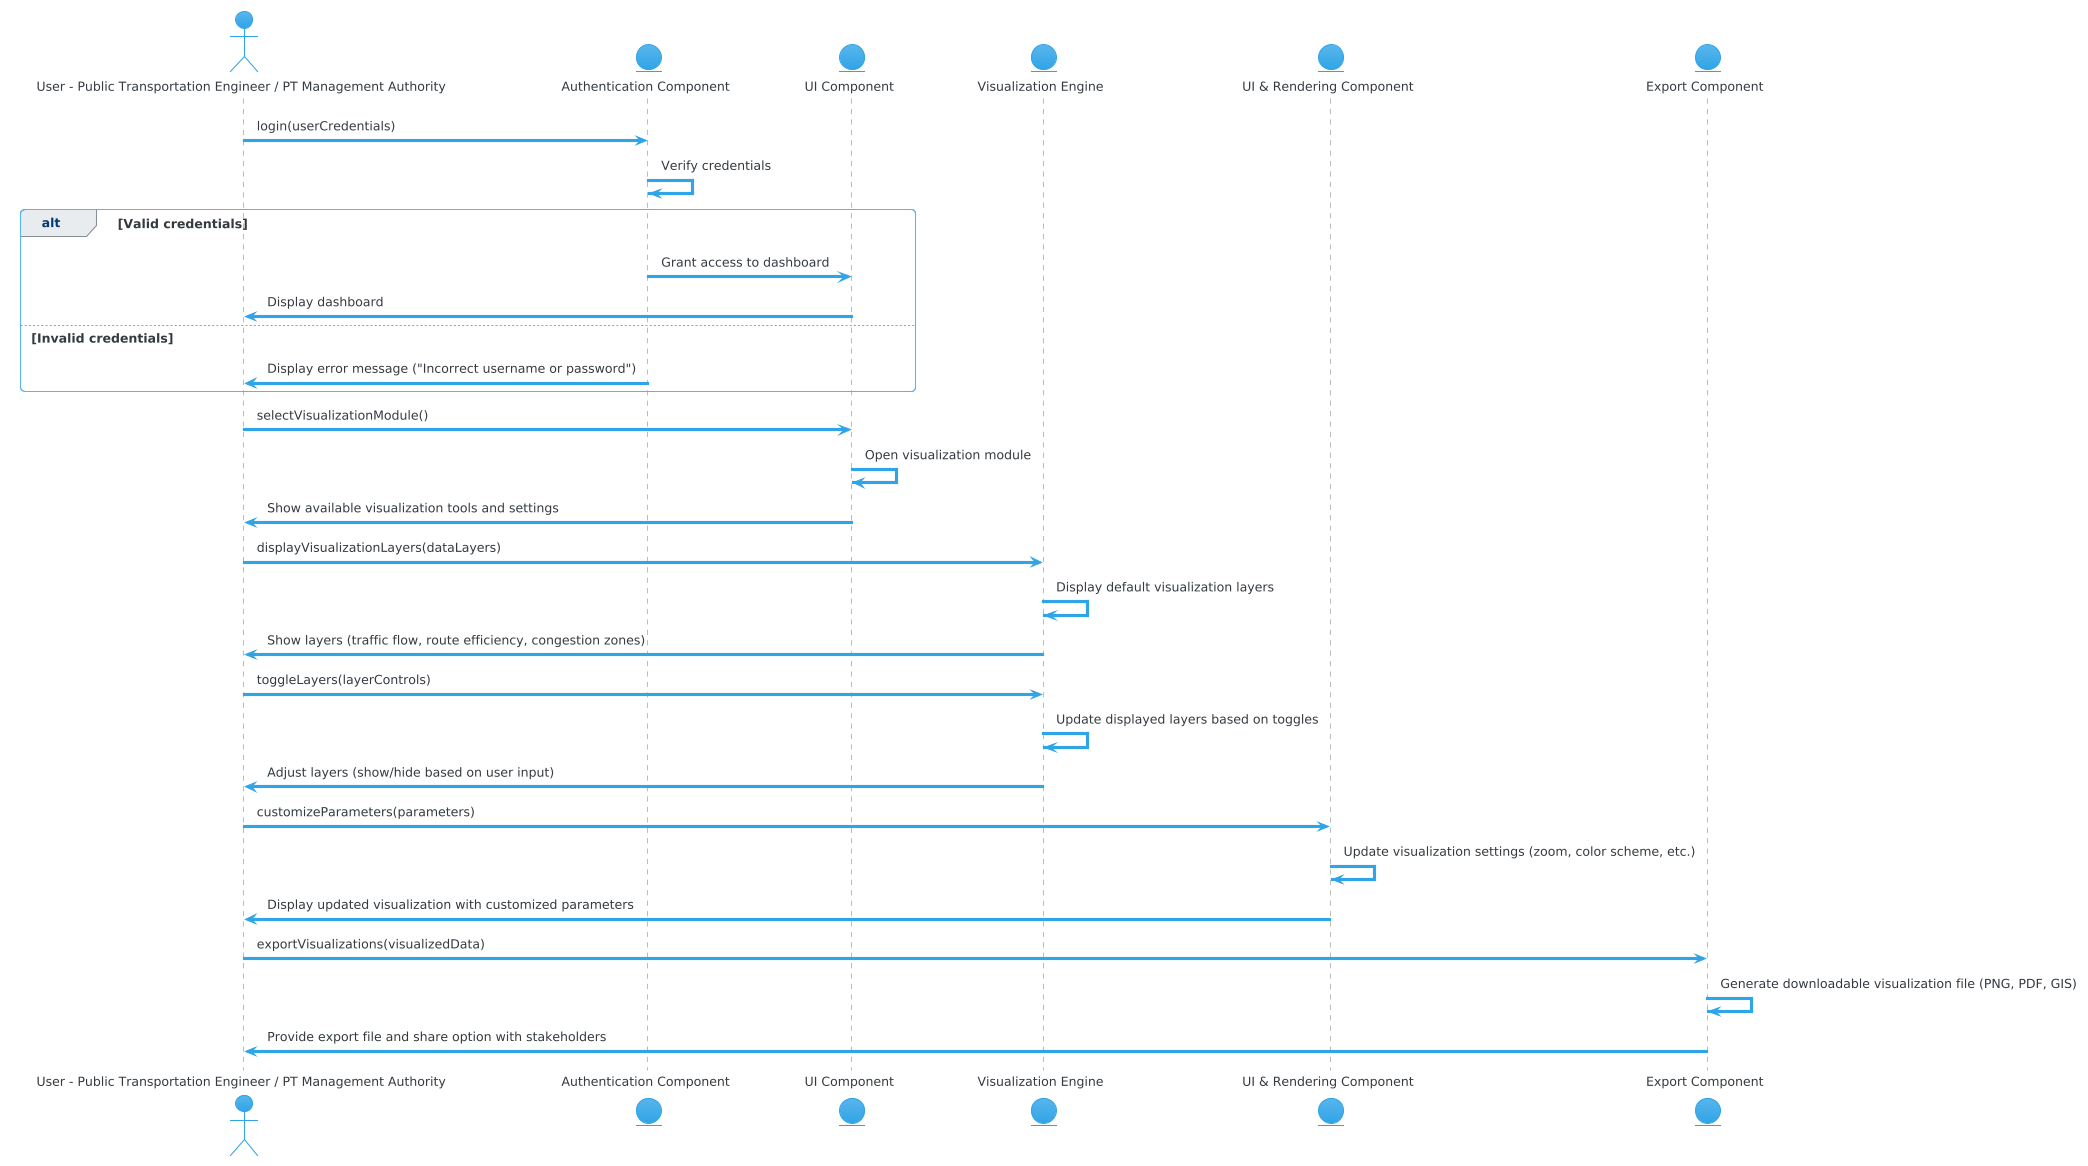 User - Public Transportation Engineer / PT Management Authority
Authentication Component
UI Component
Visualization Engine
UI & Rendering Component
Export Component
login(userCredentials)
Verify credentials
alt
[Valid credentials]
Grant access to dashboard
Display dashboard
[Invalid credentials]
Display error message ("Incorrect username or password")
selectVisualizationModule()
Open visualization module
Show available visualization tools and settings
displayVisualizationLayers(dataLayers)
Display default visualization layers
Show layers (traffic flow, route efficiency, congestion zones)
toggleLayers(layerControls)
Update displayed layers based on toggles
Adjust layers (show/hide based on user input)
customizeParameters(parameters)
Update visualization settings (zoom, color scheme, etc.)
Display updated visualization with customized parameters
exportVisualizations(visualizedData)
Generate downloadable visualization file (PNG, PDF, GIS)
Provide export file and share option with stakeholders
User - Public Transportation Engineer / PT Management Authority
Authentication Component
UI Component
Visualization Engine
UI & Rendering Component
Export Component